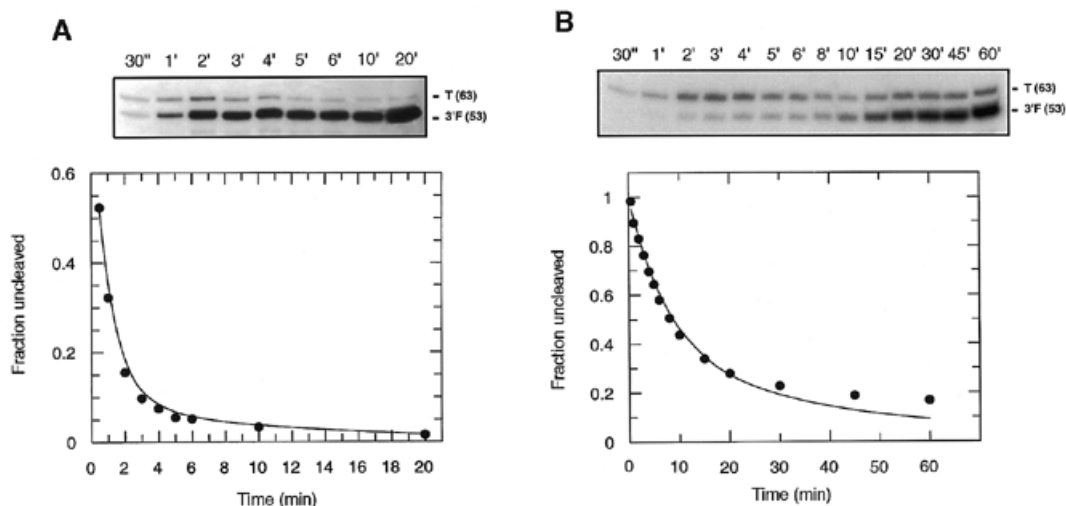 A
30" 1' 2' 3' 4' 5' 6' 10' 20'
- T (63)
- 3'F (53)
0.6
0.4
0.2
0
Fraction uncleaved
0 2 4 6 8 10 12 14 16 18 20
Time (min)
B
30" 1' 2' 3' 4' 5' 6' 8' 10' 15' 20' 30' 45' 60'
- T (63)
- 3'F (53)
1
0.8
0.6
0.4
0.2
0
Fraction uncleaved
0 10 20 30 40 50 60
Time (min)